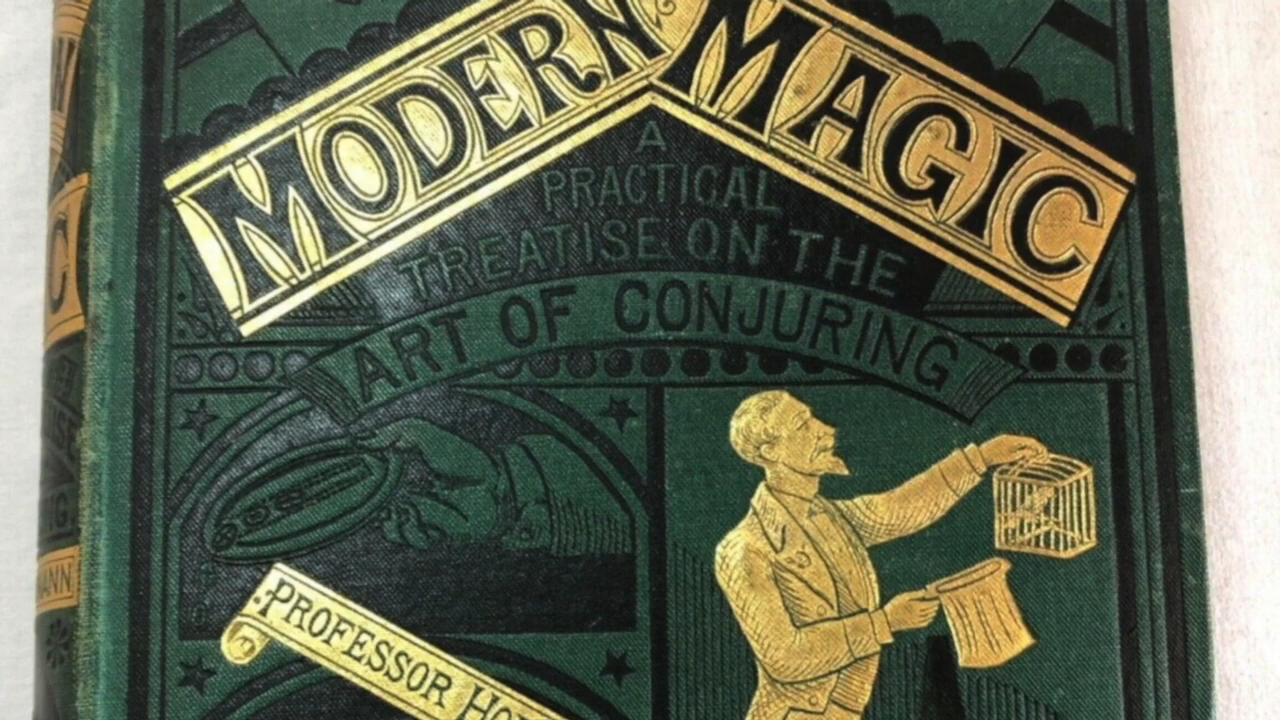 MODERN MAGIC
A
PRACTICAL
TREATISE ON THE
ART OF CONJURING
PROFESSOR